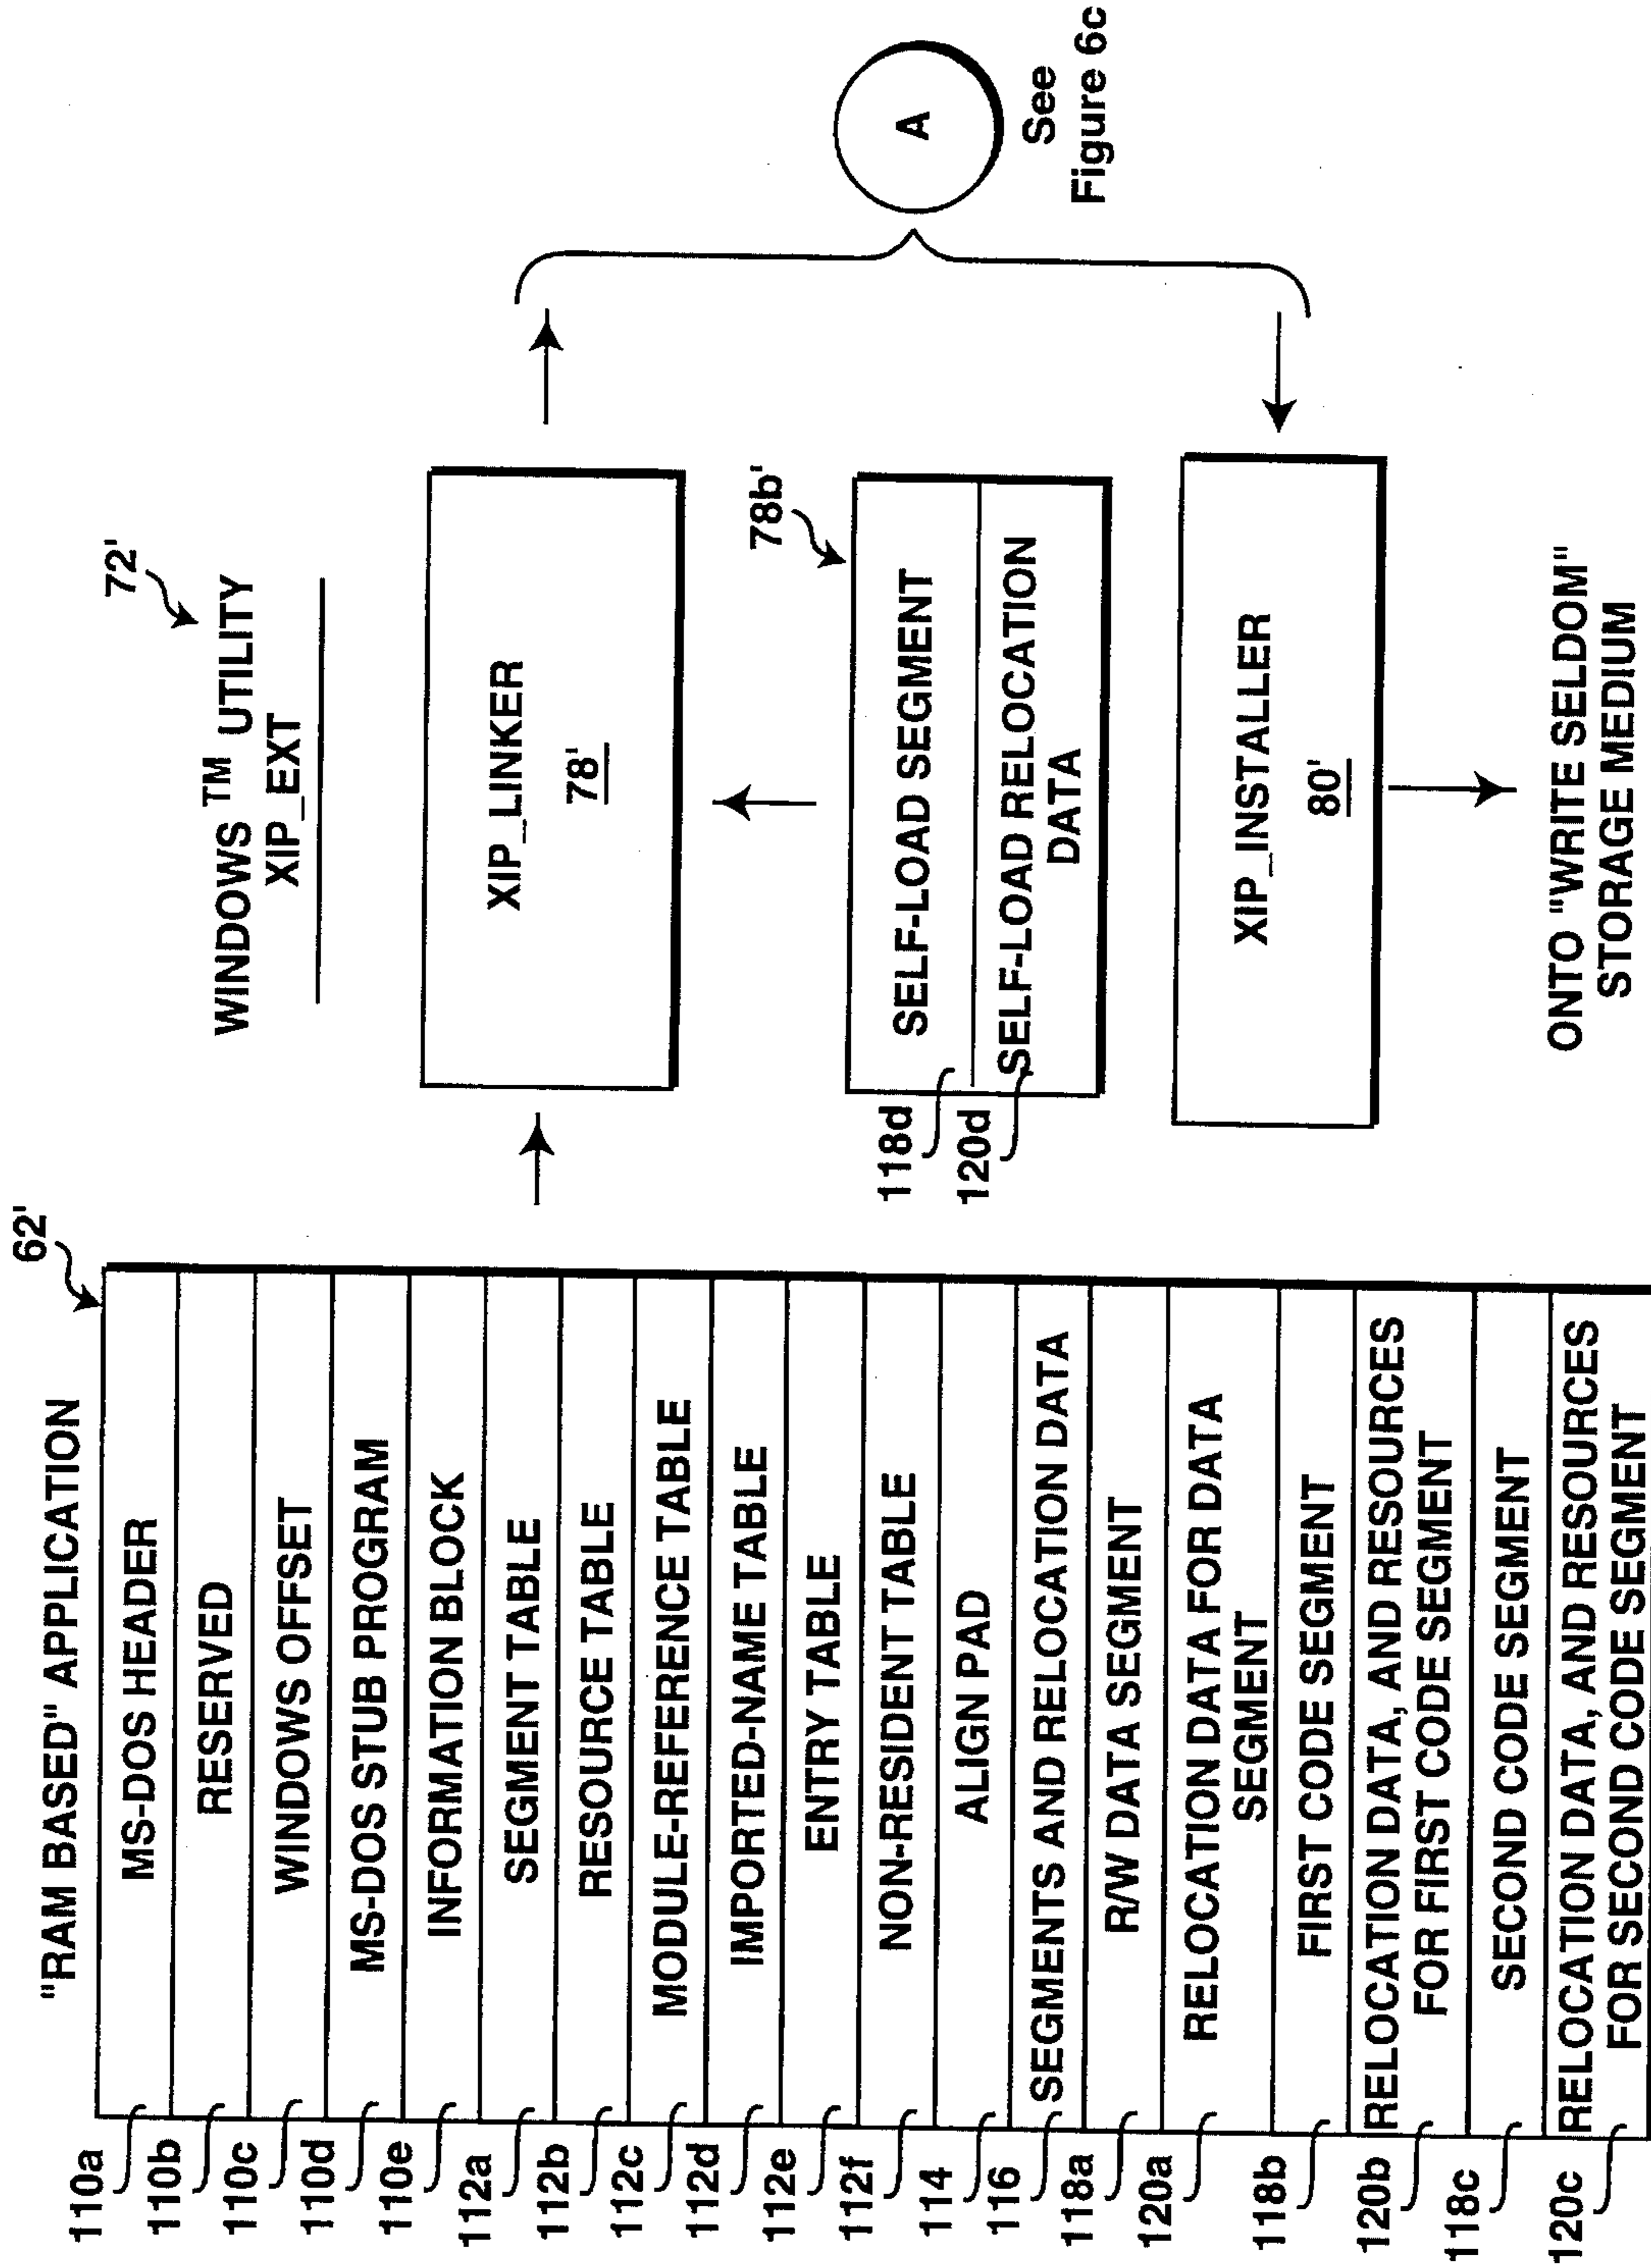 "RAM BASED" APPLICATION
62'
110a
MS-DOS HEADER
110b
RESERVED
110c
WINDOWS OFFSET
110d
MS-DOS STUB PROGRAM
110e
INFORMATION BLOCK
112a
SEGMENT TABLE
112b
RESOURCE TABLE
112c
MODULE-REFERENCE TABLE
112d
IMPORTED-NAME TABLE
112e
ENTRY TABLE
112f
NON-RESIDENT TABLE
114
ALIGN PAD
116
SEGMENTS AND RELOCATION DATA
118a
R/W DATA SEGMENT
120a
RELOCATION DATA FOR DATA
SEGMENT
118b
FIRST CODE SEGMENT
120b
RELOCATION DATA, AND RESOURCES
FOR FIRST CODE SEGMENT
118c
SECOND CODE SEGMENT
120c
RELOCATION DATA, AND RESOURCES
FOR SECOND CODE SEGMENT
72'
WINDOWS™ UTILITY
XIP_EXT
XIP_LINKER
78'
78b'
118d
SELF-LOAD SEGMENT
120d
SELF-LOAD RELOCATION
DATA
XIP_INSTALLER
80'
ONTO "WRITE SELDOM"
STORAGE MEDIUM
A
See
Figure 6c